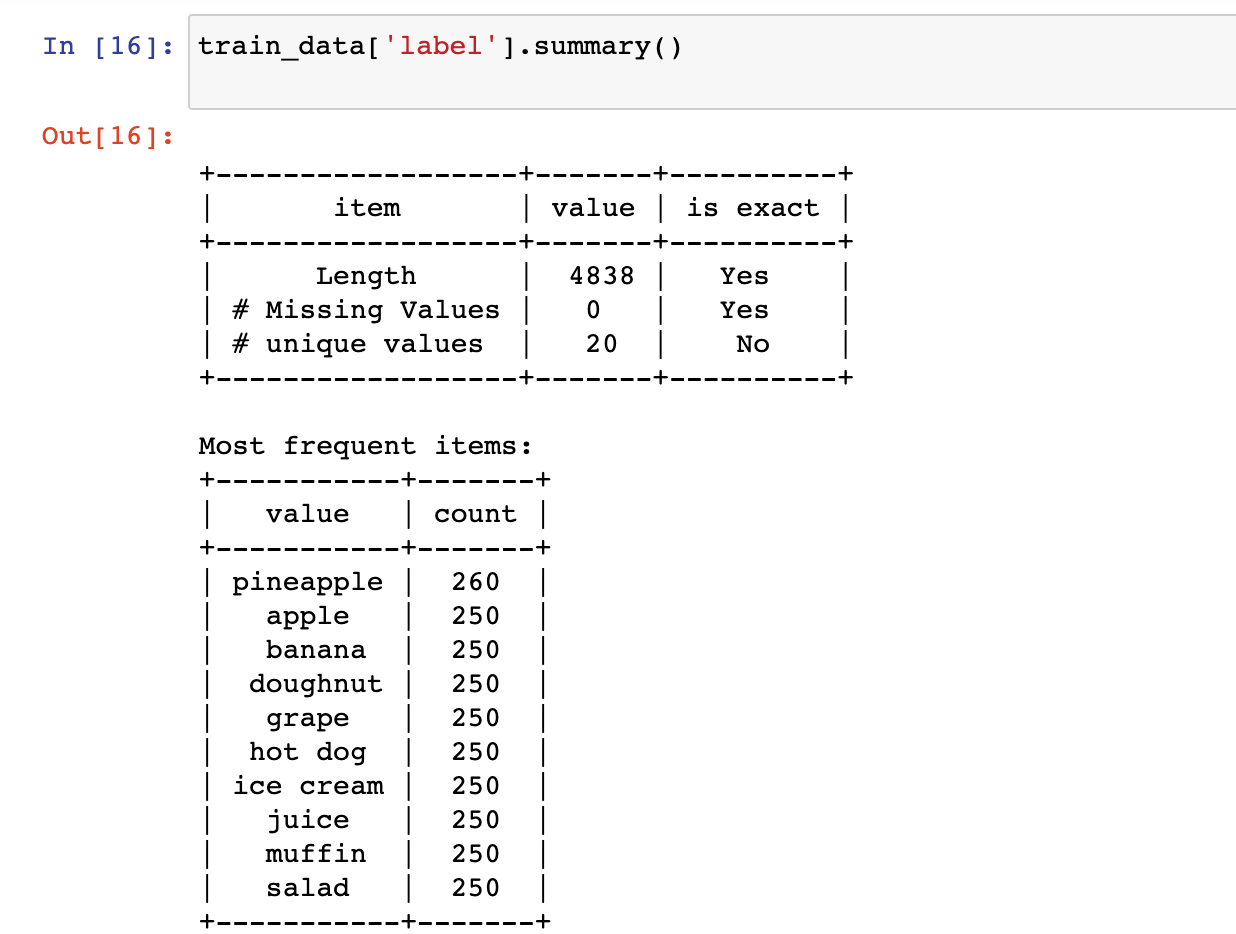 In [16]: train_data['label'].summary()
Out[16]:
+------------------+-------+----------+
|       item       | value | is exact |
+------------------+-------+----------+
|      Length      |  4838 |   Yes    |
| # Missing Values |   0   |   Yes    |
| # unique values  |   20  |    No    |
+------------------+-------+----------+
Most frequent items:
+-----------+-------+
|   value   | count |
+-----------+-------+
| pineapple |  260  |
|   apple   |  250  |
|   banana  |  250  |
|  doughnut |  250  |
|   grape   |  250  |
|  hot dog  |  250  |
| ice cream |  250  |
|   juice   |  250  |
|   muffin  |  250  |
|   salad   |  250  |
+-----------+-------+